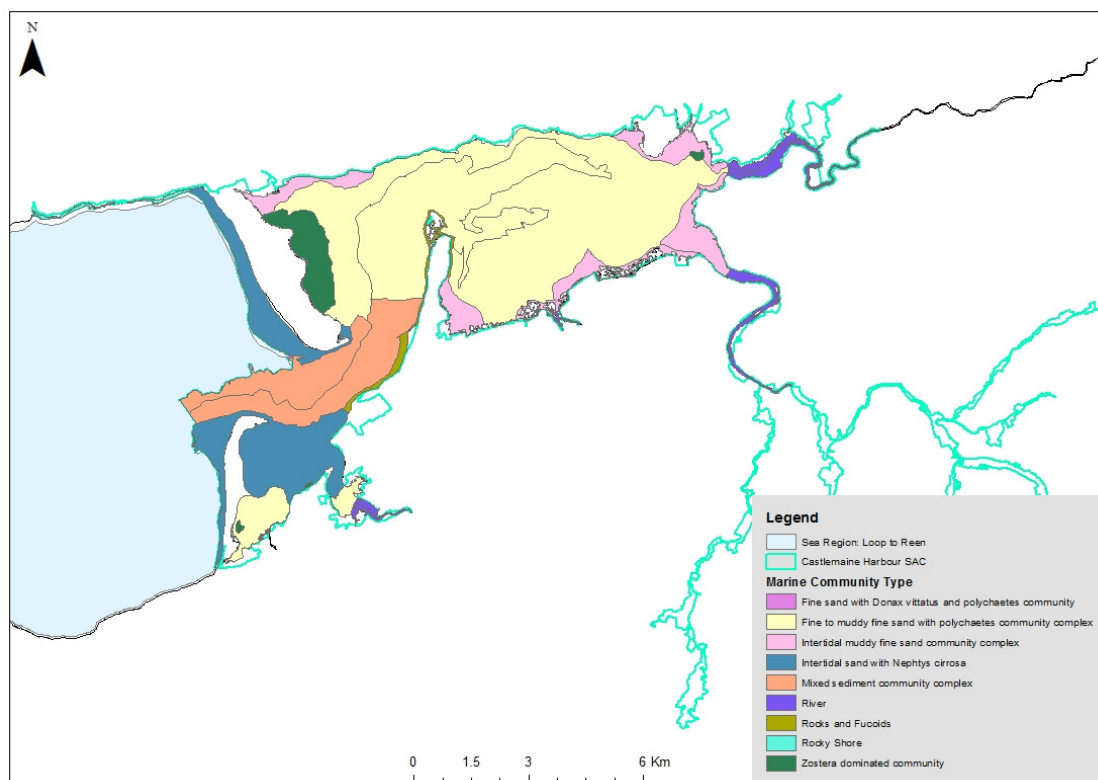 N
Legend
Sea Region: Loop to Reen
Castlemaine Harbour SAC
Marine Community Type
Fine sand with Donax vittatus and polychaetes community
Fine to muddy fine sand with polychaetes community complex
Intertidal muddy fine sand community complex
Intertidal sand with Nephtys cirrosa
Mixed sediment community complex
River
Rocks and Fucoids
Rocky Shore
Zostera dominated community
0 1.5 3 6 Km